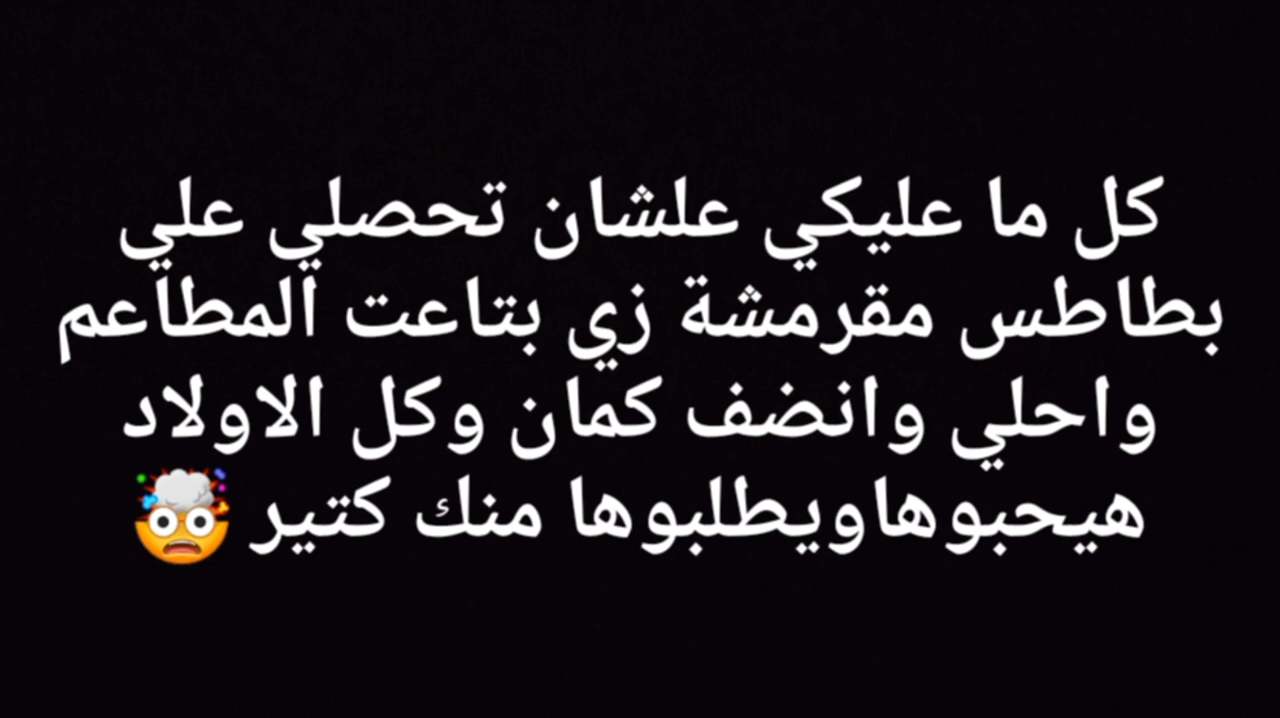 كل ما عليكي علشان تحصلي علي
بطاطس مقرمشة زي بتاعت المطاعم
واحلي وانضف كمان وكل الاولاد
هيحبوهاويطلبوها منك كتير 🤯